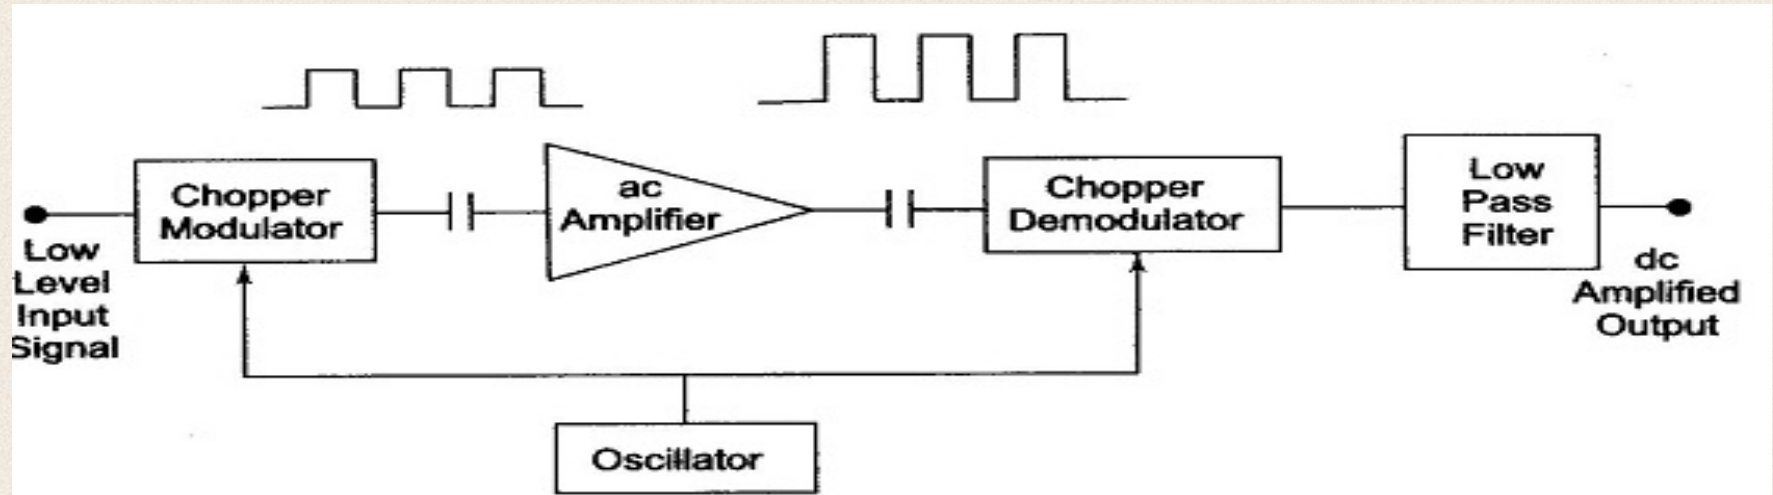 Chopper
Modulator
ac
Amplifier
Chopper
Demodulator
Low
Pass
Filter
Low
Level
Input
Signal
dc
Amplified
Output
Oscillator